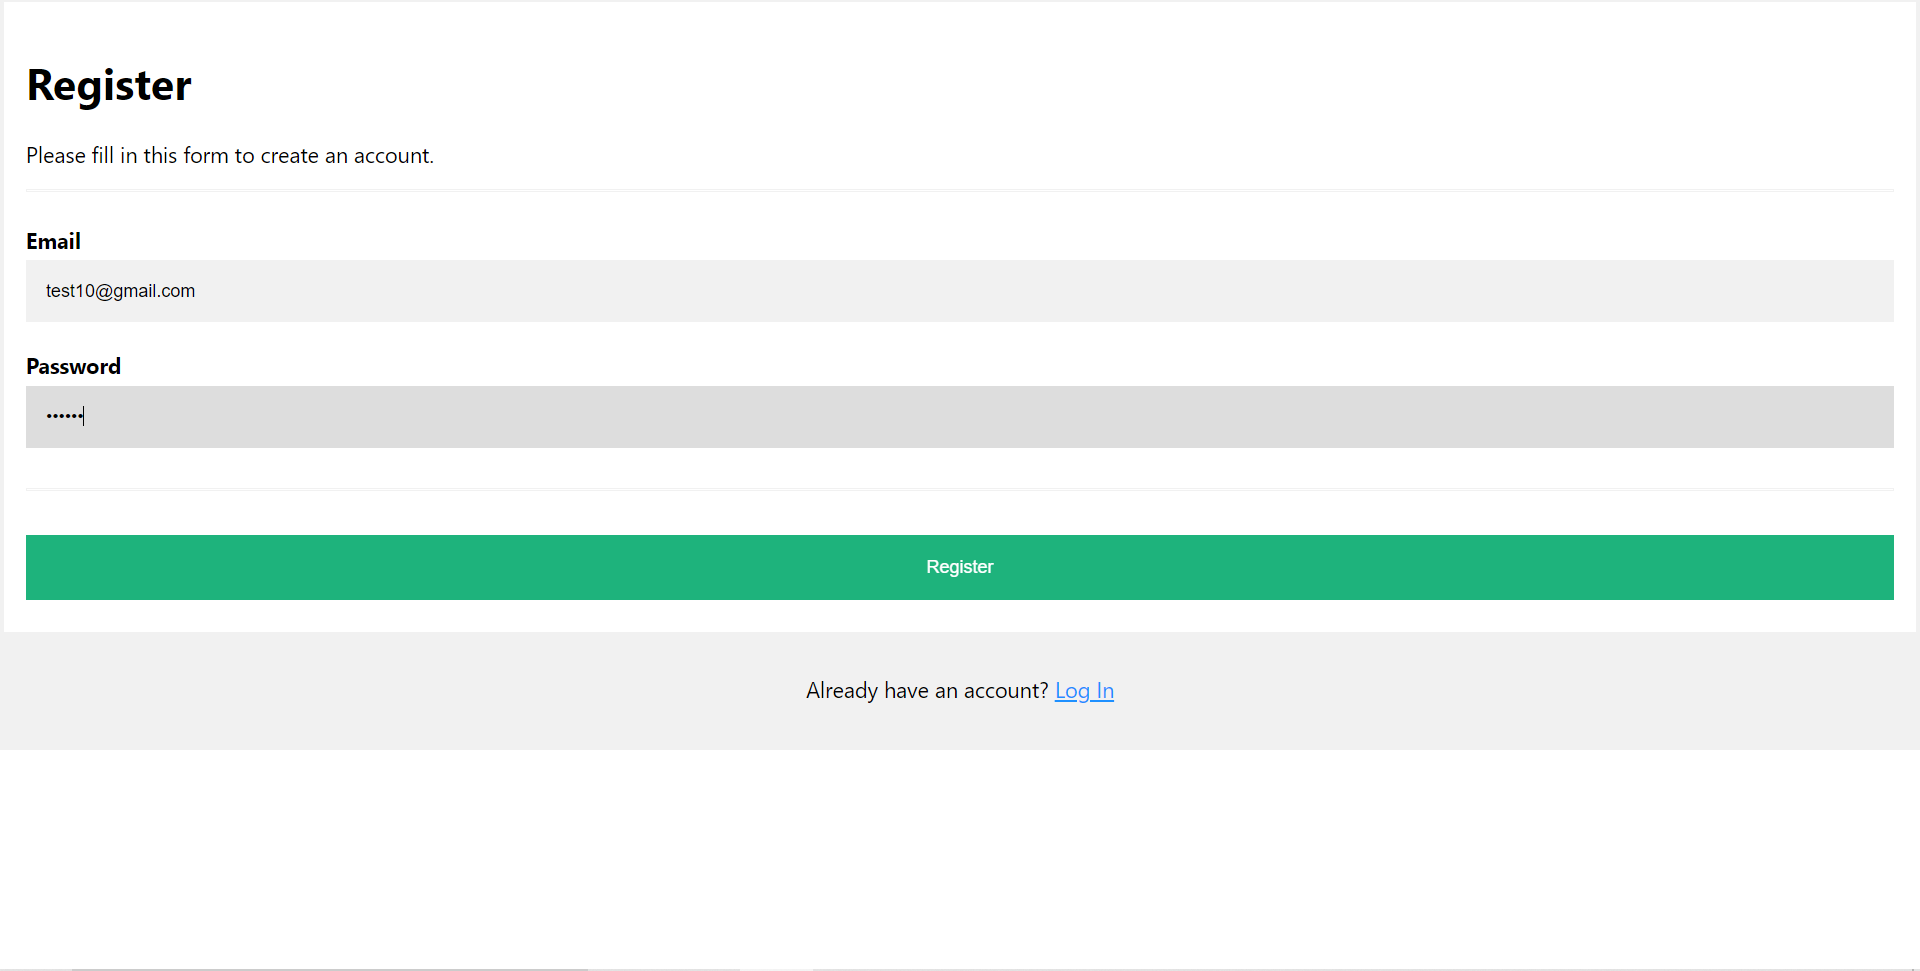 Register
Please fill in this form to create an account.
Email
test10@gmail.com
Password
••••••
Register
Already have an account? Log In